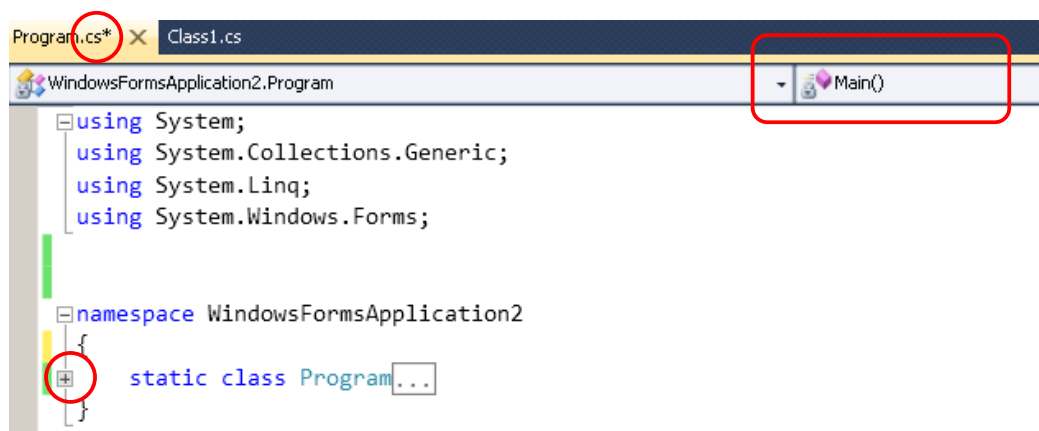 Program.cs* Class1.cs
WindowsFormsApplication2.Program Main()
using System;
using System.Collections.Generic;
using System.Linq;
using System.Windows.Forms;
namespace WindowsFormsApplication2
{
static class Program...
}